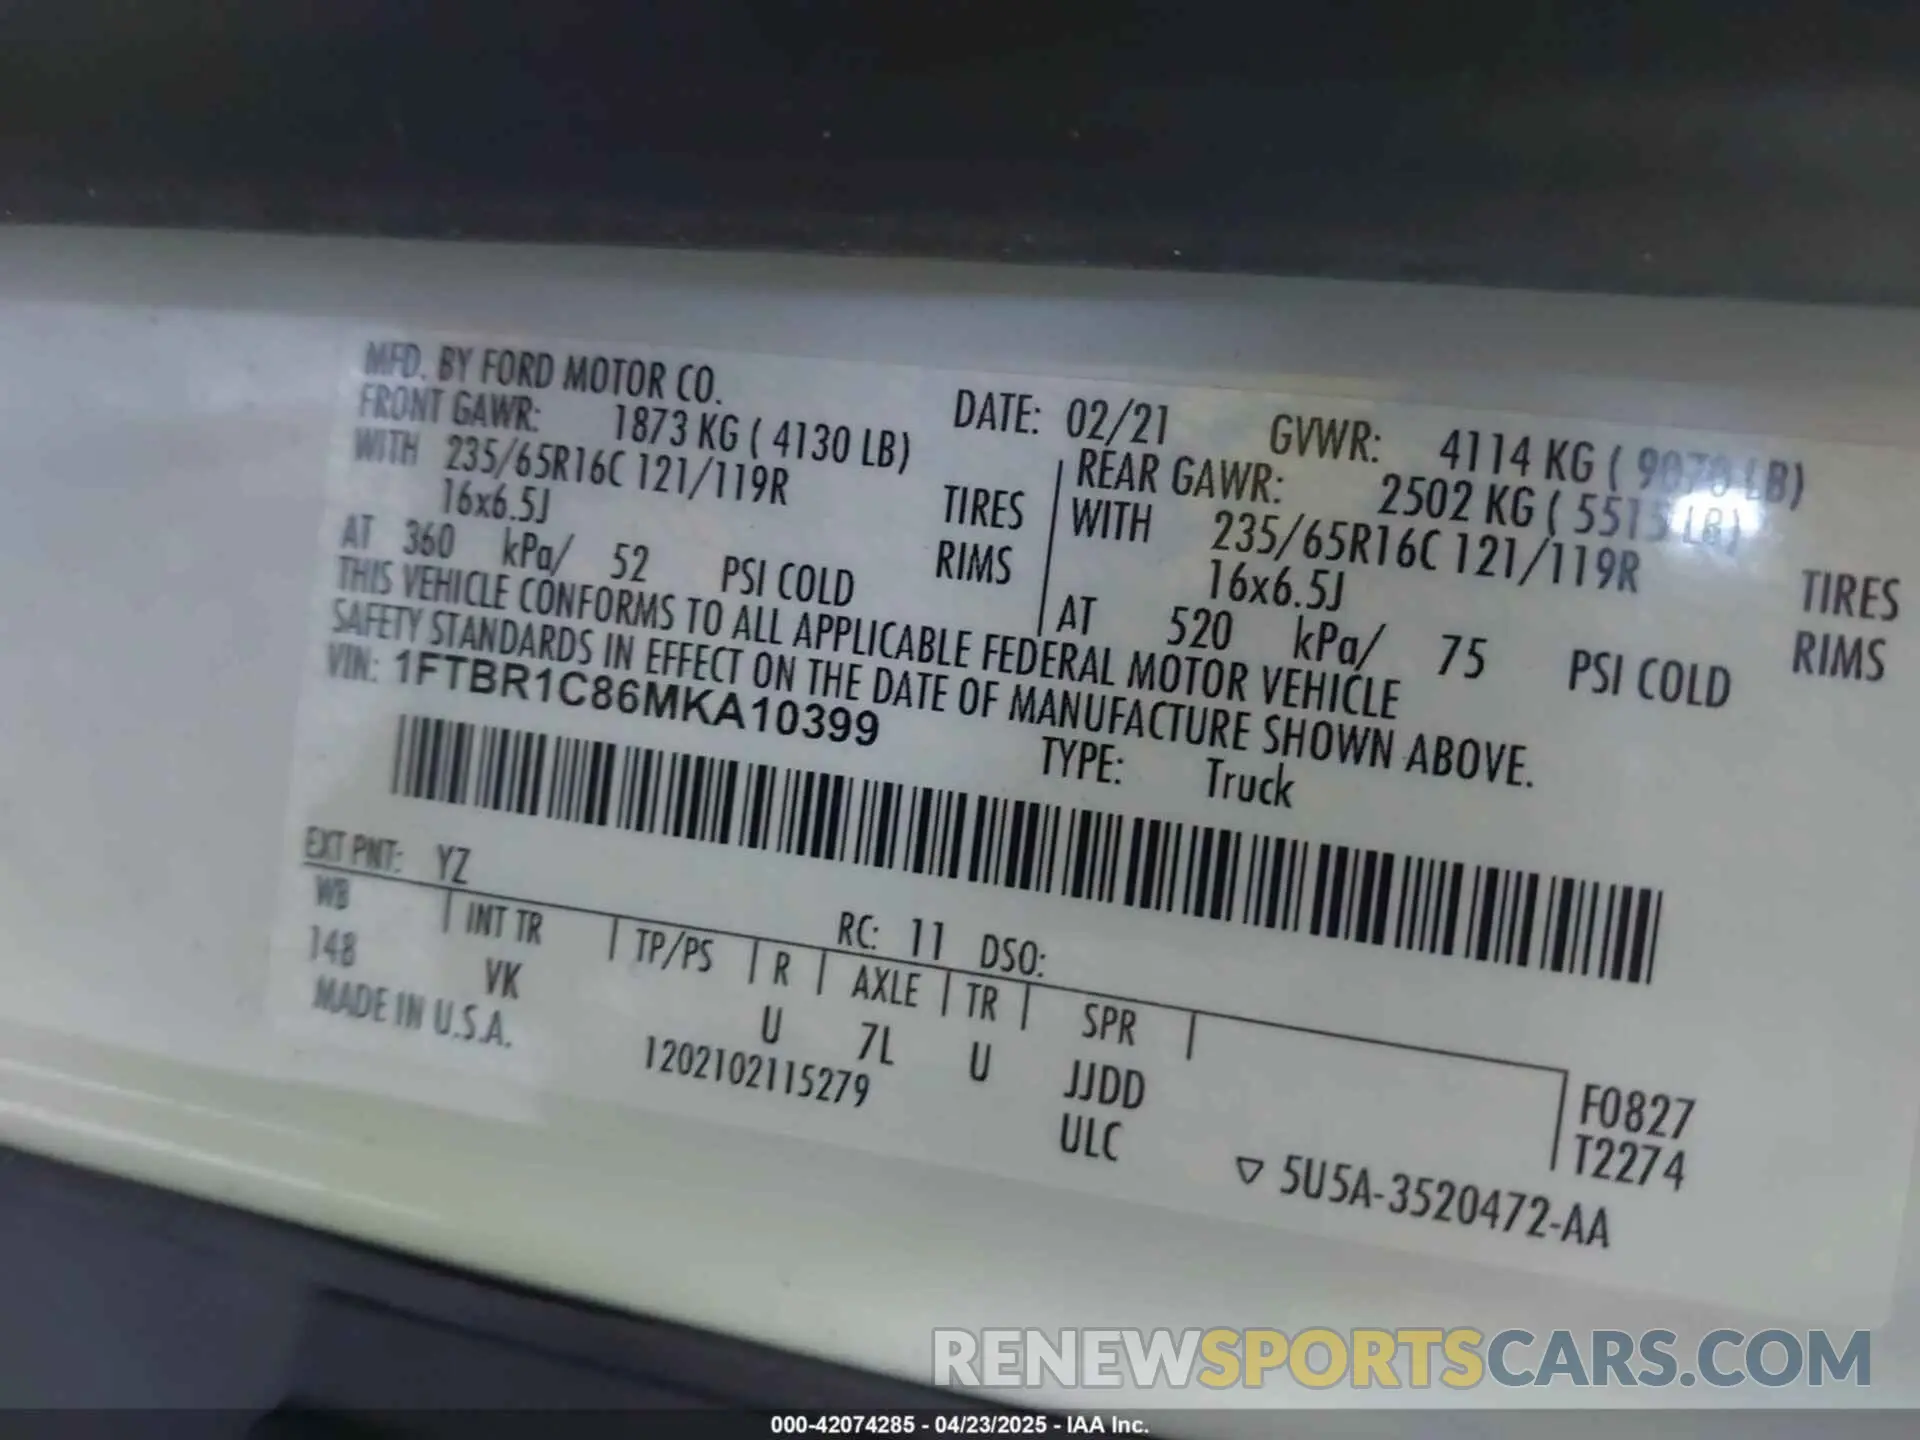 MFD. BY FORD MOTOR CO.
DATE: 02/21 GVWR: 4114 KG ( 9070 LB)
FRONT GAWR: 1873 KG ( 4130 LB) REAR GAWR: 2502 KG ( 5515 LB)
WITH 235/65R16C 121/119R TIRES WITH 235/65R16C 121/119R TIRES
16x6.5J RIMS 16x6.5J RIMS
AT 360 kPa/ 52 PSI COLD AT 520 kPa/ 75 PSI COLD
THIS VEHICLE CONFORMS TO ALL APPLICABLE FEDERAL MOTOR VEHICLE
SAFETY STANDARDS IN EFFECT ON THE DATE OF MANUFACTURE SHOWN ABOVE.
VIN: 1FTBR1C86MKA10399 TYPE: Truck
EXT PNT: YZ RC: 11 DSO:
WB INT TR TP/PS R AXLE TR SPR
148 VK U 7L U JJDD F0827
MADE IN U.S.A. 1202102115279 ULC T2274
5U5A-3520472-AA
RENEWSPORTSCARS.COM
000-42074285 - 04/23/2025 - IAA Inc.